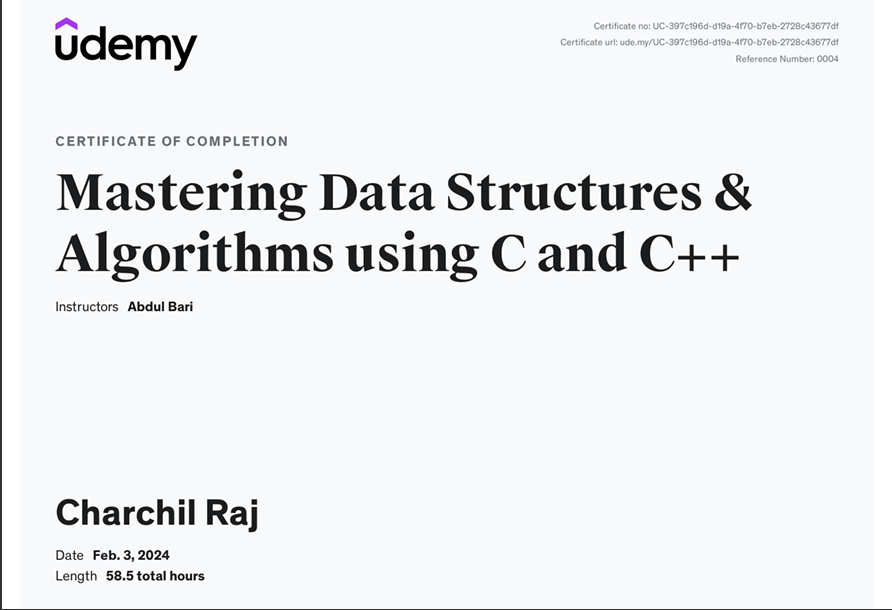 udemy
Certificate no: UC-397c196d-d19a-4f70-b7eb-2728c43677df
Certificate url: ude.my/UC-397c196d-d19a-4f70-b7eb-2728c43677df
Reference Number: 0004
CERTIFICATE OF COMPLETION
Mastering Data Structures &
Algorithms using C and C++
Instructors Abdul Bari
Charchil Raj
Date Feb. 3, 2024
Length 58.5 total hours